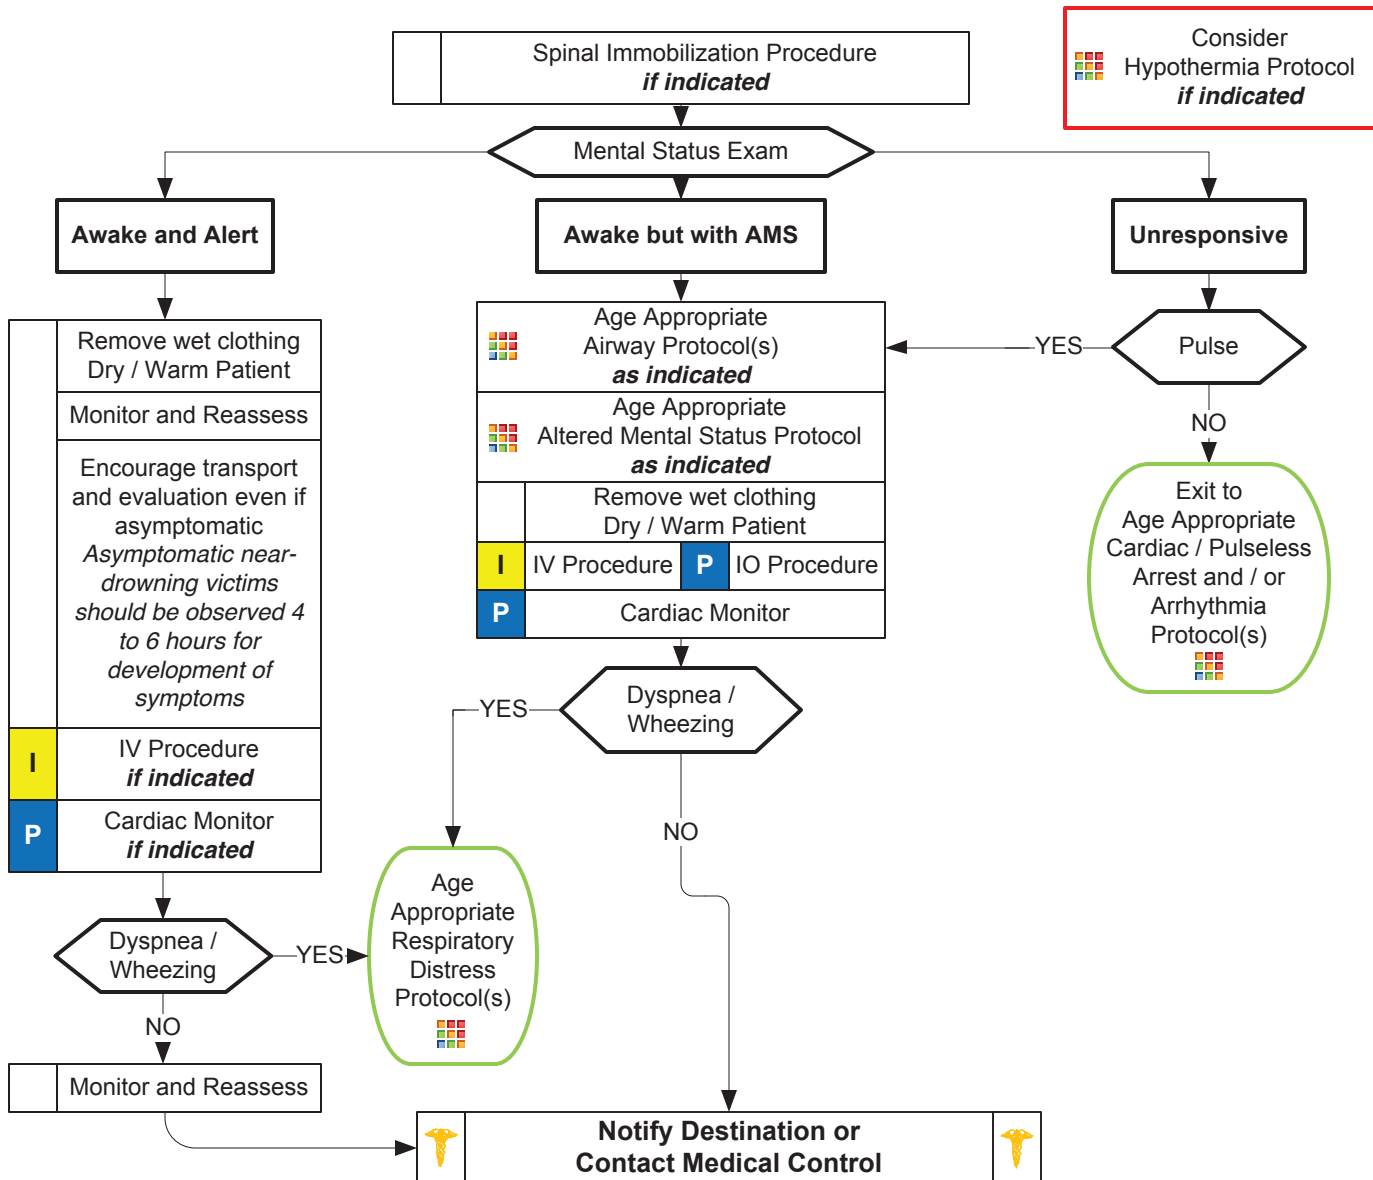 Spinal Immobilization Procedure
if indicated
Consider
Hypothermia Protocol
if indicated
Mental Status Exam
Awake and Alert
Awake but with AMS
Unresponsive
Remove wet clothing
Dry / Warm Patient
Monitor and Reassess
Encourage transport
and evaluation even if
asymptomatic
Asymptomatic near-
drowning victims
should be observed 4
to 6 hours for
development of
symptoms
I
IV Procedure
if indicated
P
Cardiac Monitor
if indicated
Dyspnea /
Wheezing
YES
NO
Monitor and Reassess
Age Appropriate
Airway Protocol(s)
as indicated
Age Appropriate
Altered Mental Status Protocol
as indicated
Remove wet clothing
Dry / Warm Patient
I
IV Procedure
P
IO Procedure
P
Cardiac Monitor
Dyspnea /
Wheezing
YES
NO
Age
Appropriate
Respiratory
Distress
Protocol(s)
Pulse
YES
NO
Exit to
Age Appropriate
Cardiac / Pulseless
Arrest and / or
Arrhythmia
Protocol(s)
Notify Destination or
Contact Medical Control